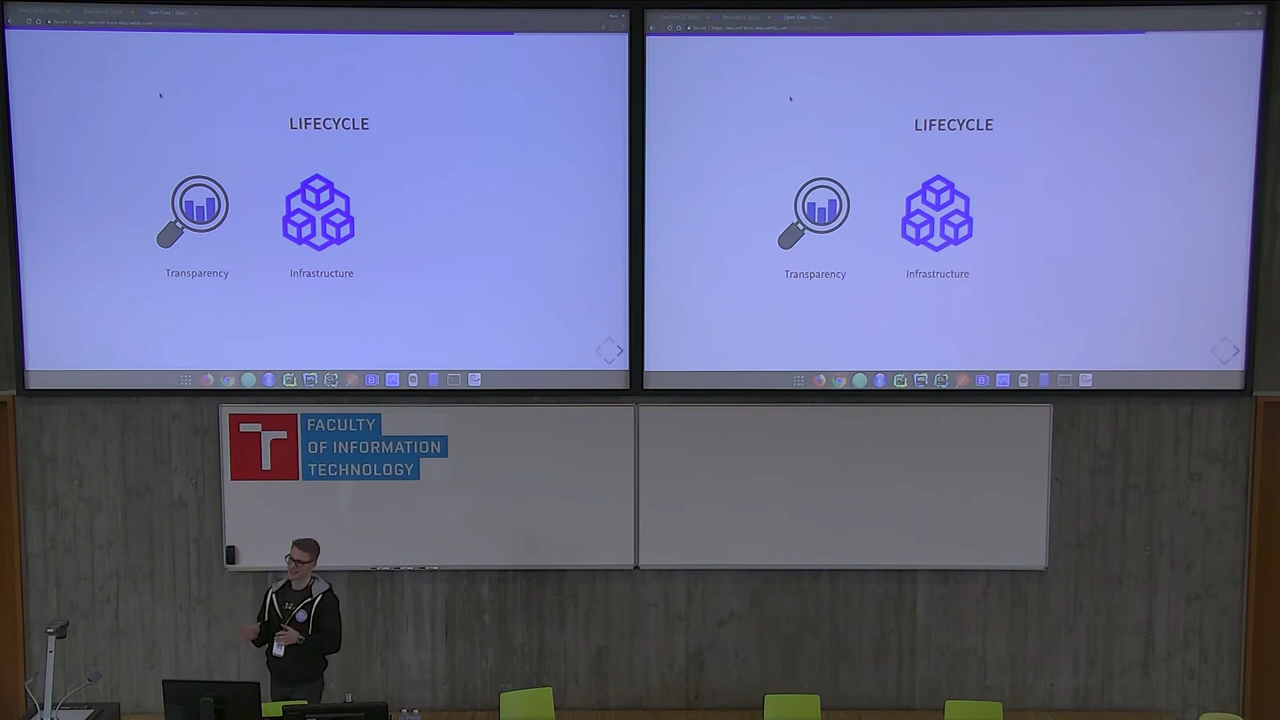 LIFECYCLE
Transparency
Infrastructure
LIFECYCLE
Transparency
Infrastructure
FACULTY
OF INFORMATION
TECHNOLOGY